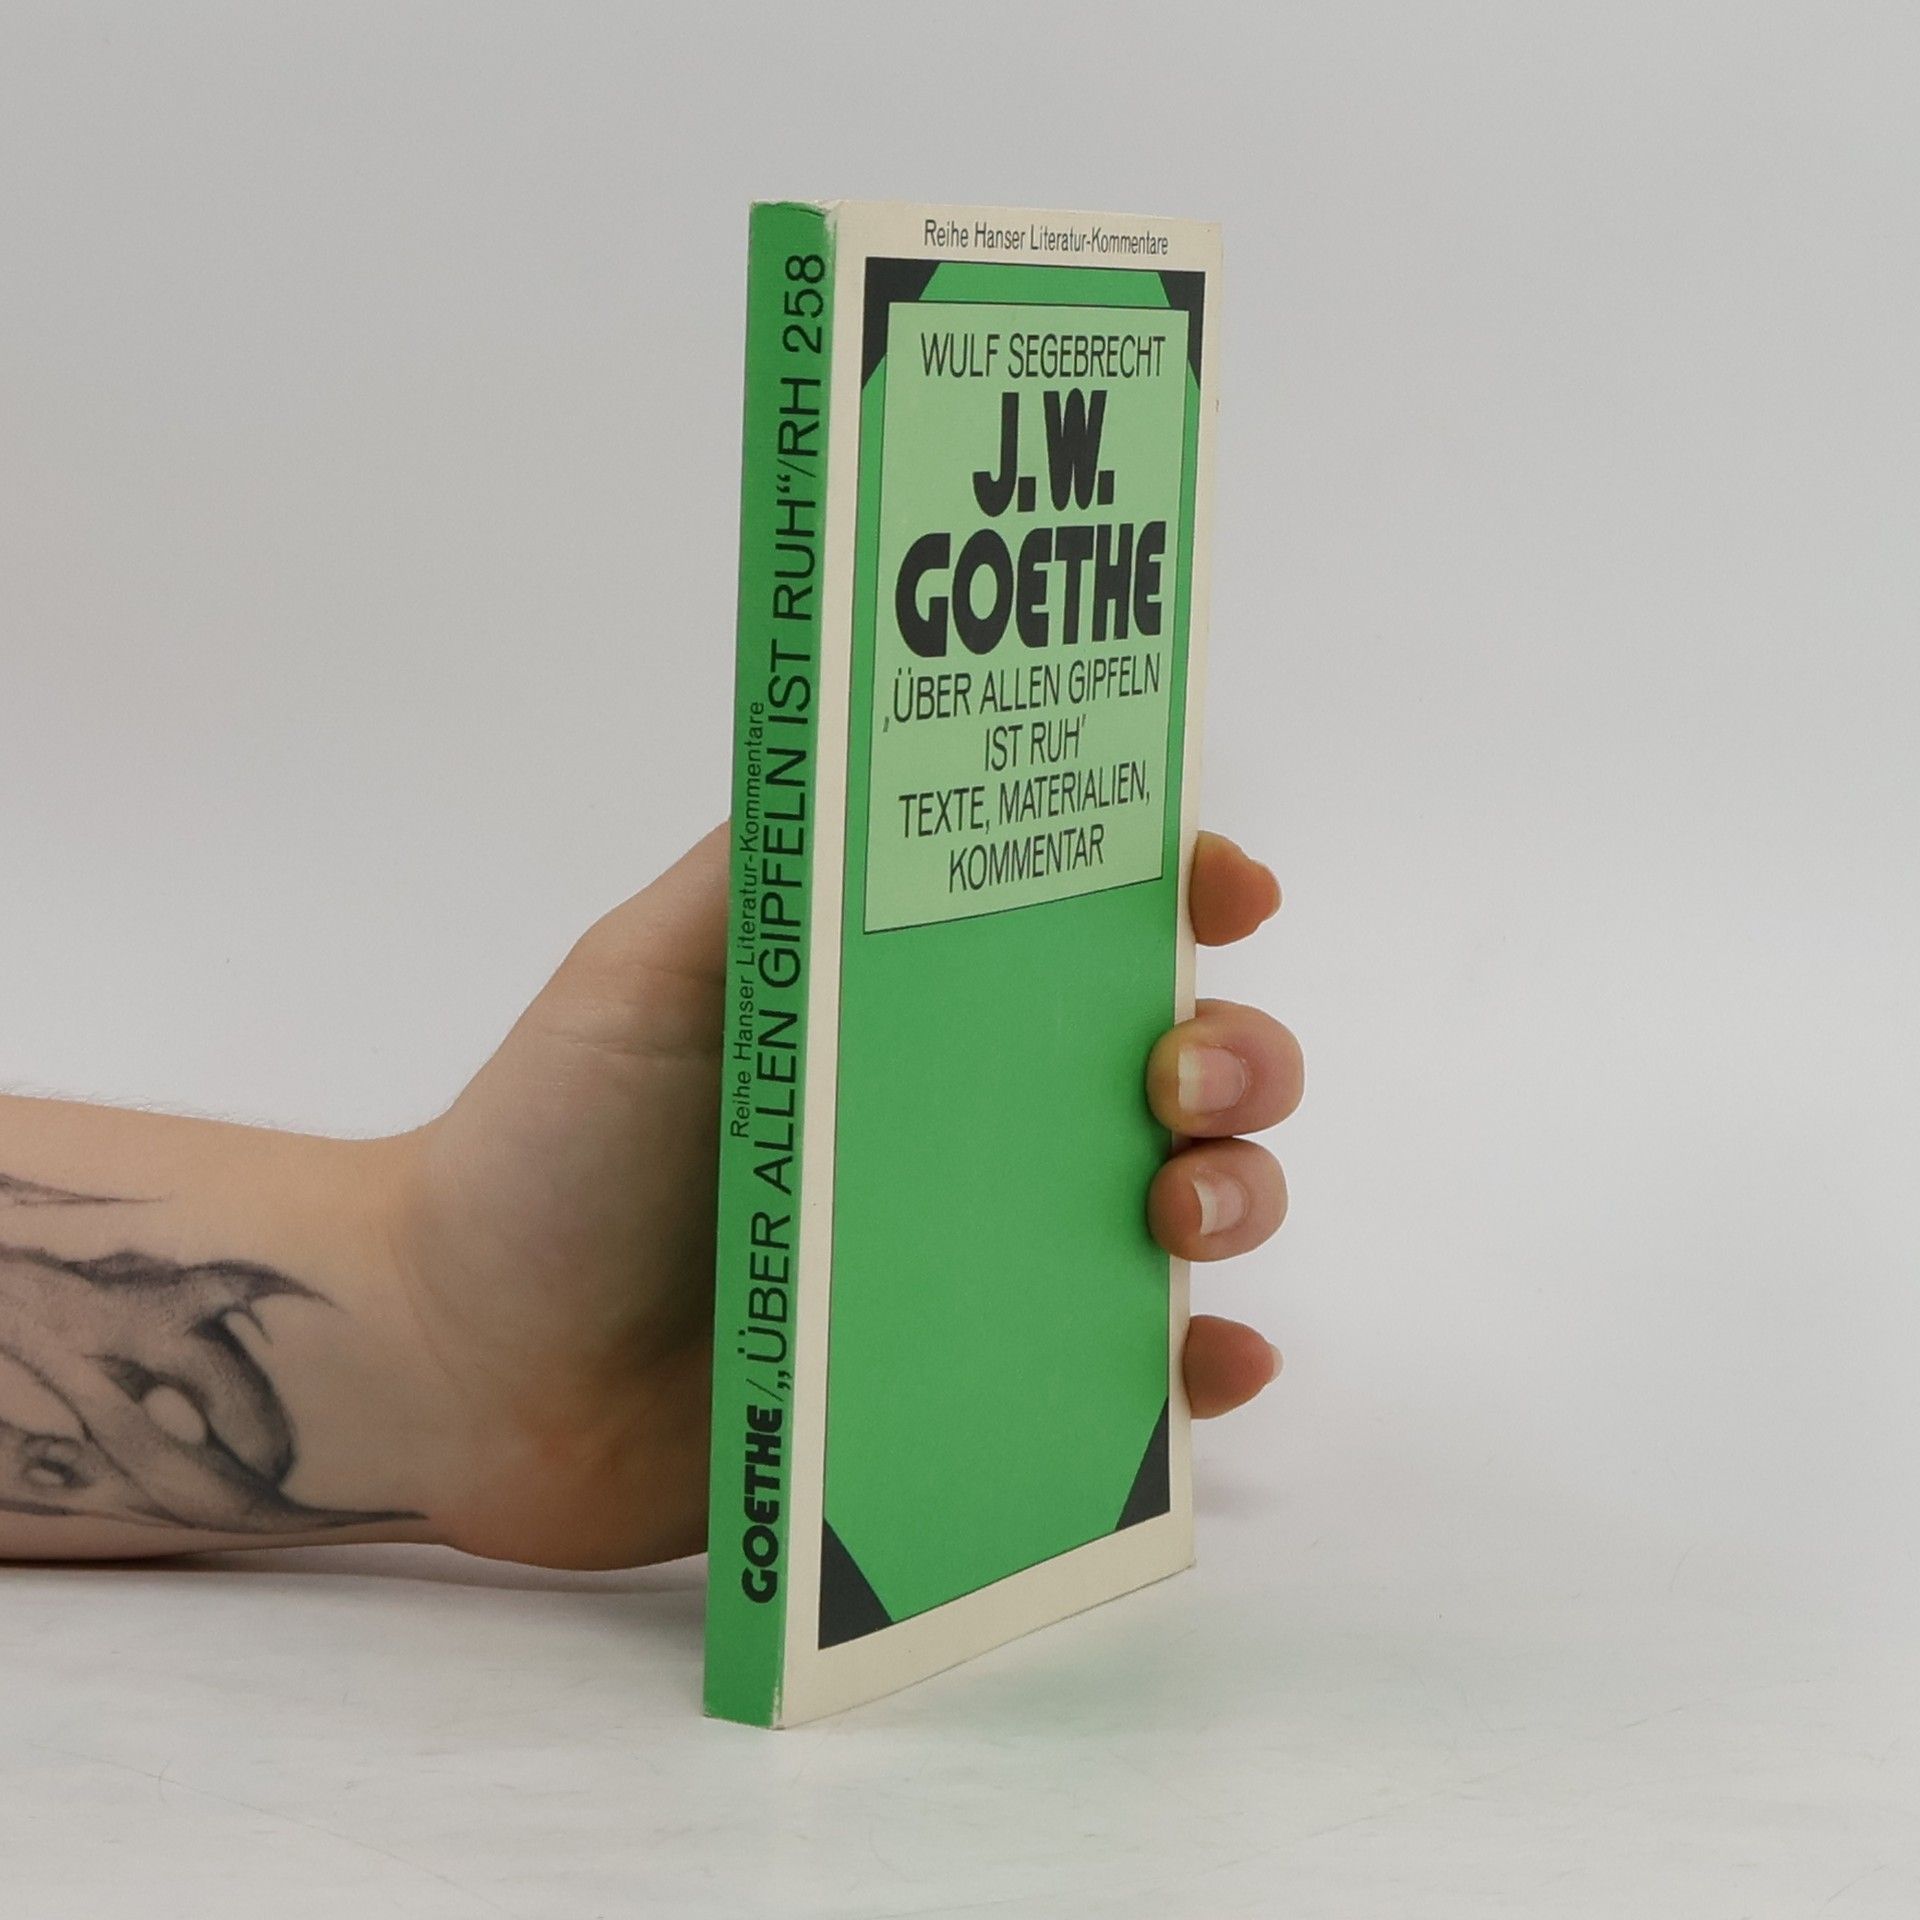 Reihe Hanser Literatur-Kommentare
WULF SEGEBRECHT
J. W.
GOETHE
„ÜBER ALLEN GIPFELN
IST RUH"
TEXTE, MATERIALIEN,
KOMMENTAR
Reihe Hanser Literatur-Kommentare
GOETHE/„ÜBER ALLEN GIPFELN IST RUH“/RH 258